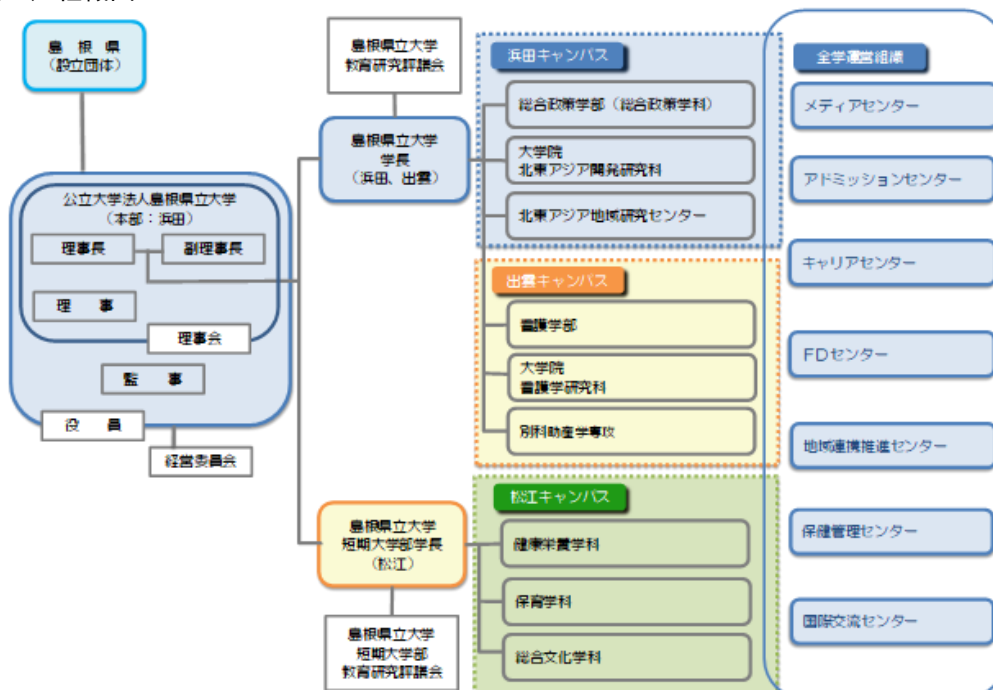 島根県
（設立団体）
公立大学法人島根県立大学
（本部：浜田）
理事長
副理事長
理事
理事会
監事
役員
経営委員会
島根県立大学
教育研究評議会
島根県立大学
学長
（浜田、出雲）
島根県立大学
短期大学部学長
（松江）
島根県立大学
短期大学部
教育研究評議会
浜田キャンパス
総合政策学部（総合政策学科）
大学院
北東アジア開発研究科
北東アジア地域研究センター
出雲キャンパス
看護学部
大学院
看護学研究科
別科助産学専攻
松江キャンパス
健康栄養学科
保育学科
総合文化学科
全学運営組織
メディアセンター
アドミッションセンター
キャリアセンター
FDセンター
地域連携推進センター
保健管理センター
国際交流センター